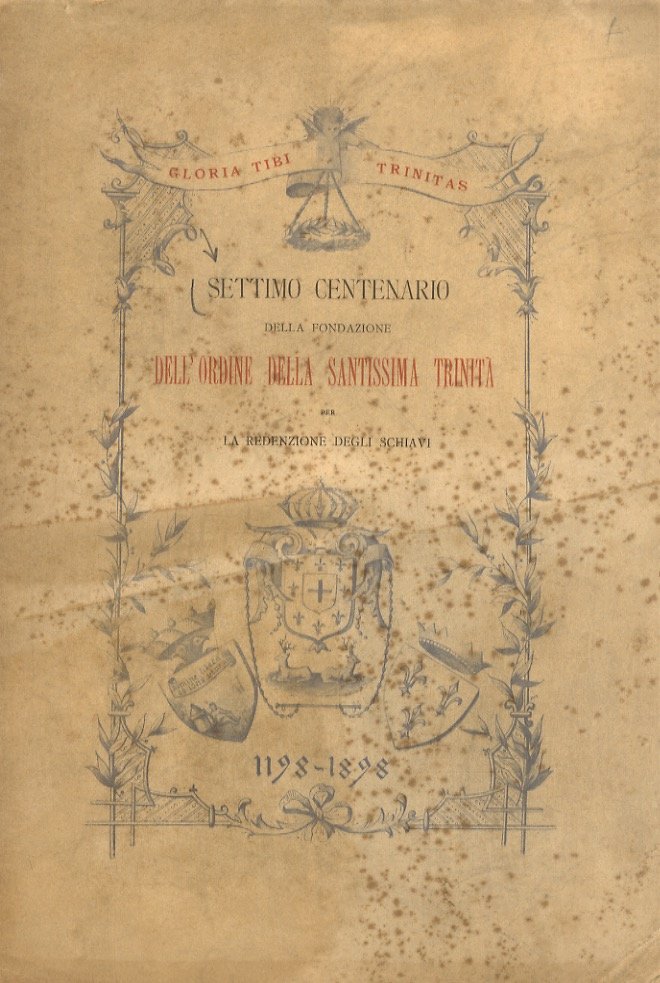 GLORIA TIBI TRINITAS
SETTIMO CENTENARIO
DELLA FONDAZIONE
DELL'ORDINE DELLA SANTISSIMA TRINITÀ
PER
LA REDENZIONE DEGLI SCHIAVI
1198-1898